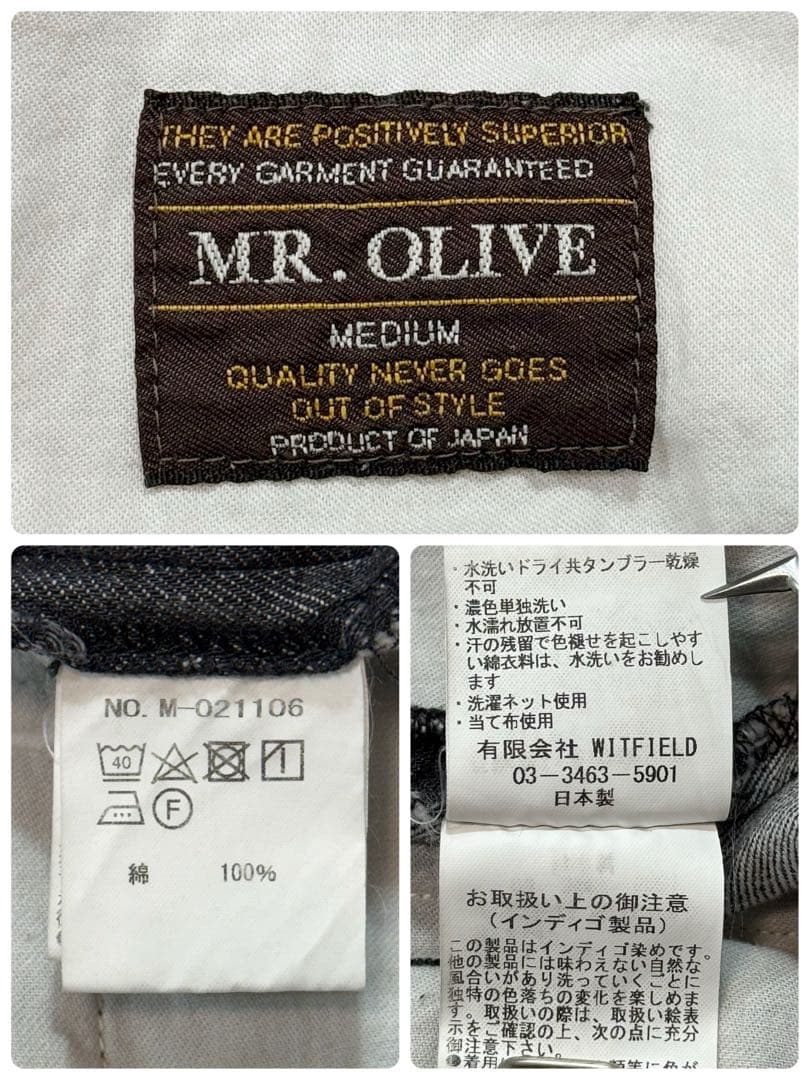 THEY ARE POSITIVELY SUPERIOR
EVERY GARMENT GUARANTEED
MR. OLIVE
MEDIUM
QUALITY NEVER GOES
OUT OF STYLE
PRODUCT OF JAPAN
NO. M-021106
40
F
綿 100%
・水洗いドライ共タンブラー乾燥
不可
・濃色単独洗い
・水濡れ放置不可
・汗の残留で色褪せを起こしやす
い綿衣料は、水洗いをお勧めし
ます
・洗濯ネット使用
・当て布使用
有限会社 WITFIELD
03-3463-5901
日本製
お取扱い上の御注意
(インディゴ製品)
この製品はインディゴ染めです。
他の製品には味わえない自然な
風合いがあり洗っていくごとに
独特の色落ちの変化を楽しめま
す。取扱いの際は、取扱い絵表
示をご確認の上、次の点に充分
御注意下さい。
●着用